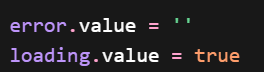 error.value = ''
loading.value = true